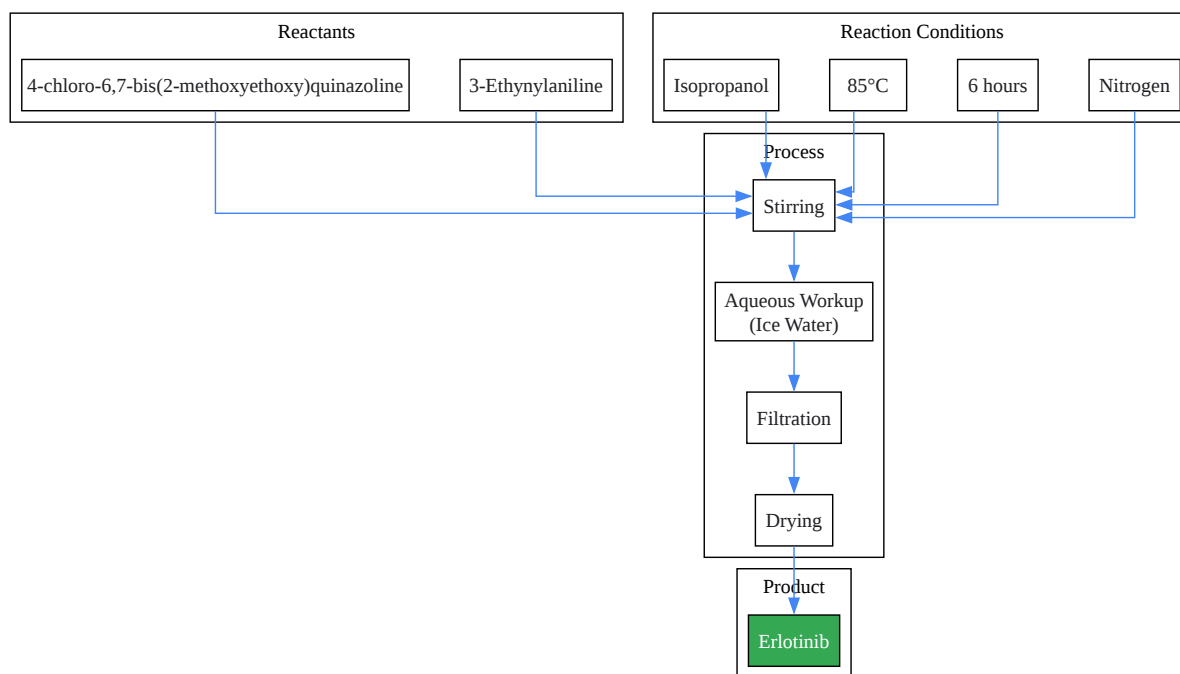 Reactants
4-chloro-6,7-bis(2-methoxyethoxy)quinazoline
3-Ethynylaniline
Reaction Conditions
Isopropanol
85°C
6 hours
Nitrogen
Process
Stirring
Aqueous Workup
(Ice Water)
Filtration
Drying
Product
Erlotinib